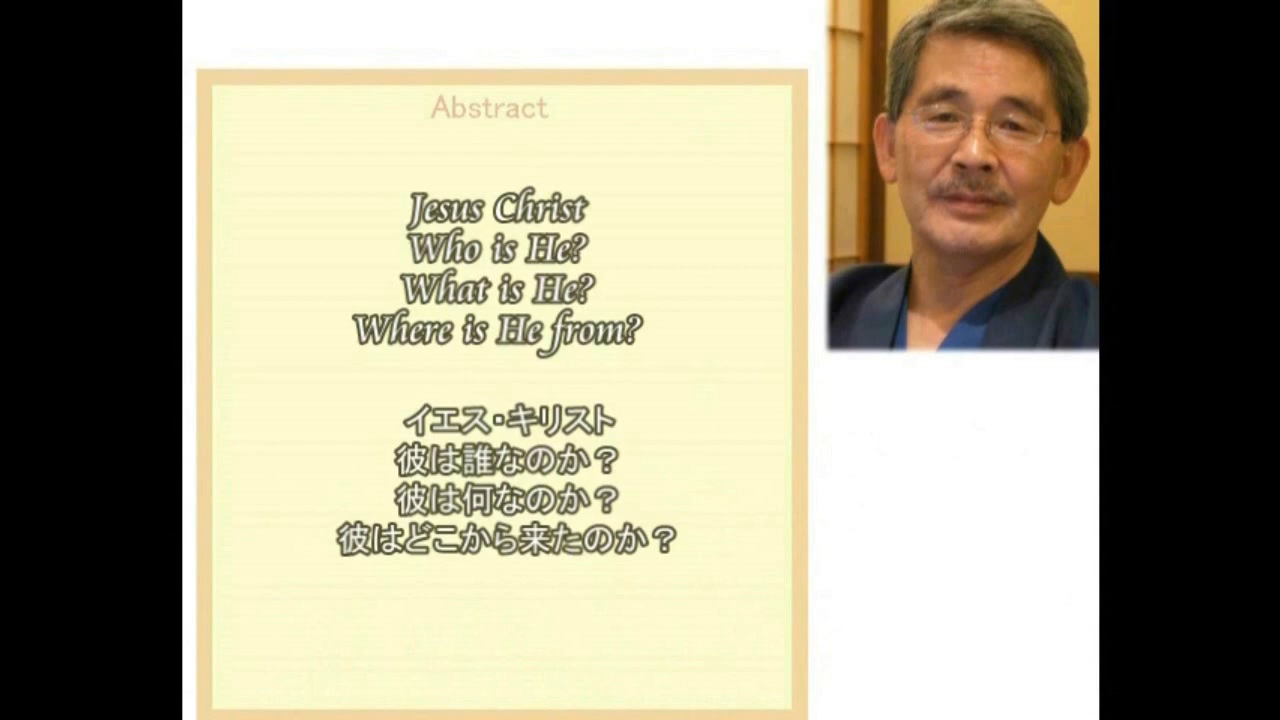 Abstract
Jesus Christ
Who is He?
What is He?
Where is He from?
イエス・キリスト
彼は誰なのか？
彼は何なのか？
彼はどこから来たのか？